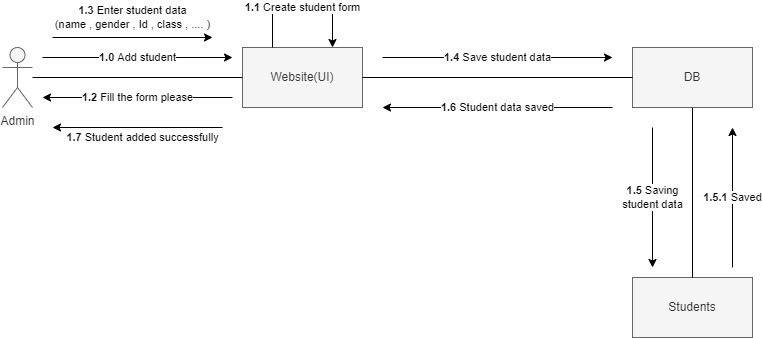 1.3 Enter student data
(name , gender , Id , class , .... )
1.1 Create student form
1.0 Add student
Website(UI)
1.4 Save student data
DB
1.2 Fill the form please
1.6 Student data saved
Admin
1.7 Student added successfully
1.5 Saving
student data
1.5.1 Saved
Students